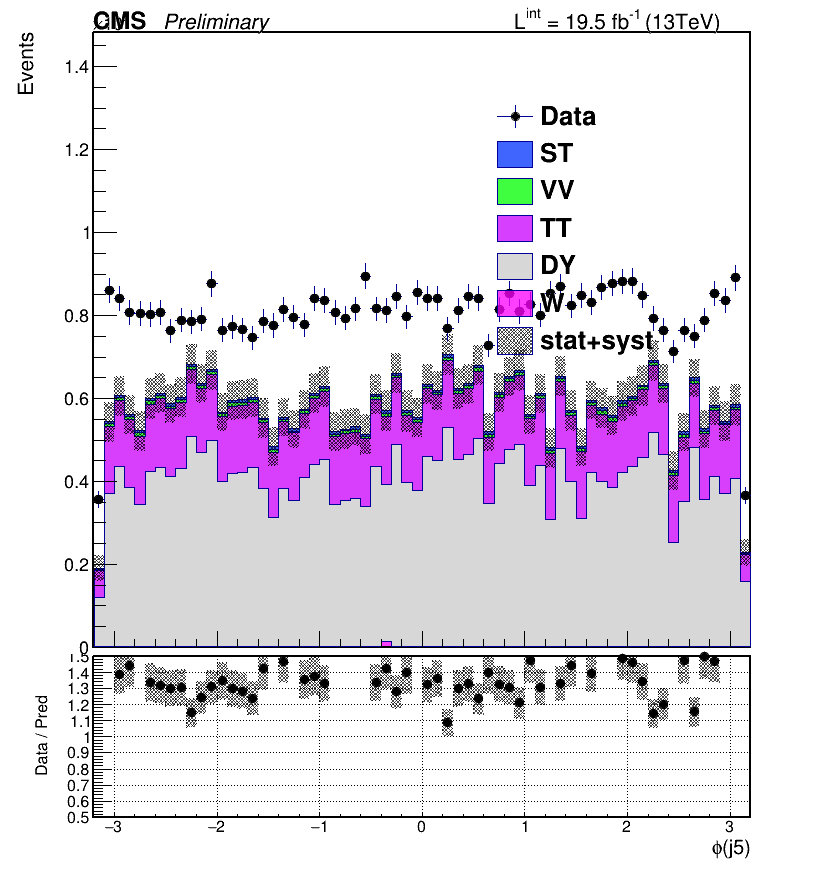 CMS Preliminary L^int = 19.5 fb^-1 (13TeV)
Events
1.4
1.2
1
0.8
0.6
0.4
0.2
0
Data
ST
VV
TT
DY
W
stat+syst
Data / Pred
1.5
1.4
1.3
1.2
1.1
1
0.9
0.8
0.7
0.6
0.5
−3 −2 −1 0 1 2 3
ϕ(j5)